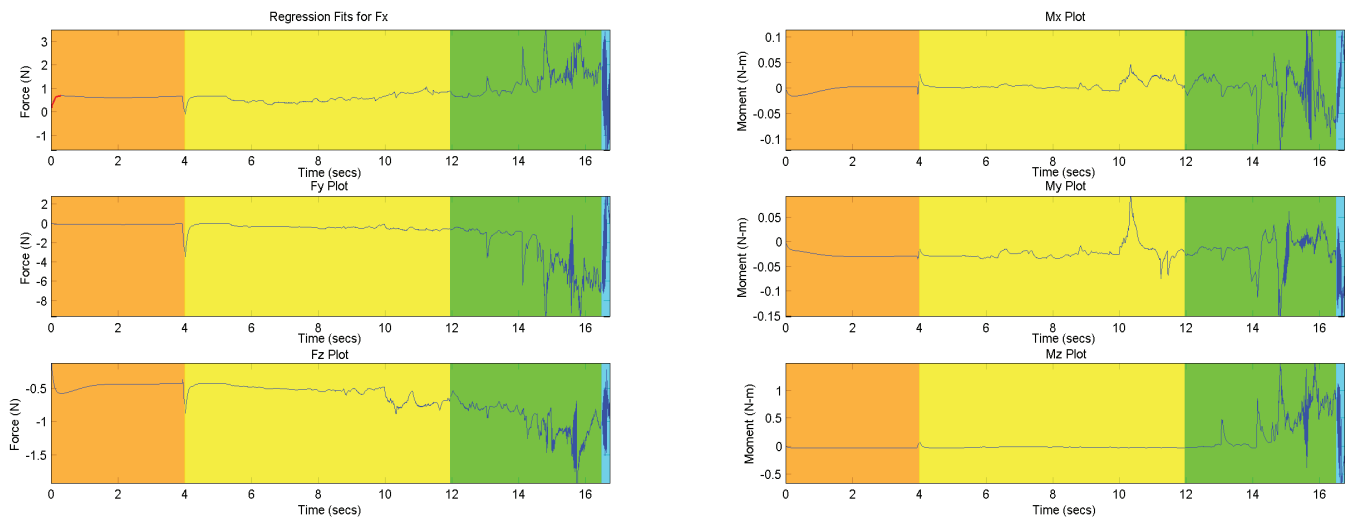 Regression Fits for Fx
3
2
1
0
-1
Force (N)
0 2 4 6 8 10 12 14 16
Time (secs)
Fy Plot
2
0
-2
-4
-6
-8
Force (N)
0 2 4 6 8 10 12 14 16
Time (secs)
Fz Plot
-0.5
-1
-1.5
Force (N)
0 2 4 6 8 10 12 14 16
Time (secs)
Mx Plot
0.1
0.05
0
-0.05
-0.1
Moment (N-m)
0 2 4 6 8 10 12 14 16
Time (secs)
My Plot
0.05
0
-0.05
-0.1
-0.15
Moment (N-m)
0 2 4 6 8 10 12 14 16
Time (secs)
Mz Plot
1
0.5
0
-0.5
Moment (N-m)
0 2 4 6 8 10 12 14 16
Time (secs)